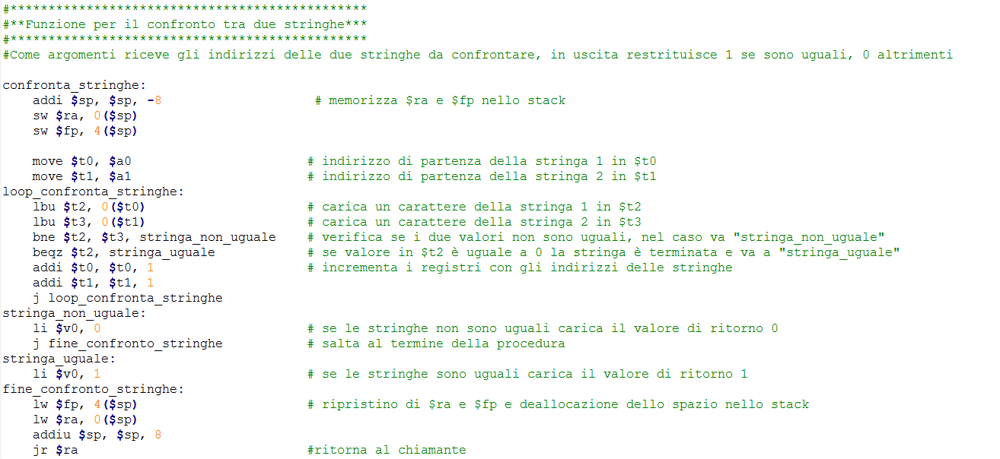 #***********************************************
#**Funzione per il confronto tra due stringhe***
#***********************************************
#Come argomenti riceve gli indirizzi delle due stringhe da confrontare, in uscita restrituisce 1 se sono uguali, 0 altrimenti
confronta_stringhe:
addi $sp, $sp, -8 # memorizza $ra e $fp nello stack
sw $ra, 0($sp)
sw $fp, 4($sp)
move $t0, $a0 # indirizzo di partenza della stringa 1 in $t0
move $t1, $a1 # indirizzo di partenza della stringa 2 in $t1
loop_confronta_stringhe:
lbu $t2, 0($t0) # carica un carattere della stringa 1 in $t2
lbu $t3, 0($t1) # carica un carattere della stringa 2 in $t3
bne $t2, $t3, stringa_non_uguale # verifica se i due valori non sono uguali, nel caso va "stringa_non_uguale"
beqz $t2, stringa_uguale # se valore in $t2 è uguale a 0 la stringa è terminata e va a "stringa_uguale"
addi $t0, $t0, 1 # incrementa i registri con gli indirizzi delle stringhe
addi $t1, $t1, 1
j loop_confronta_stringhe
stringa_non_uguale:
li $v0, 0 # se le stringhe non sono uguali carica il valore di ritorno 0
j fine_confronto_stringhe # salta al termine della procedura
stringa_uguale:
li $v0, 1 # se le stringhe sono uguali carica il valore di ritorno 1
fine_confronto_stringhe:
lw $fp, 4($sp) # ripristino di $ra e $fp e deallocazione dello spazio nello stack
lw $ra, 0($sp)
addiu $sp, $sp, 8
jr $ra #ritorna al chiamante